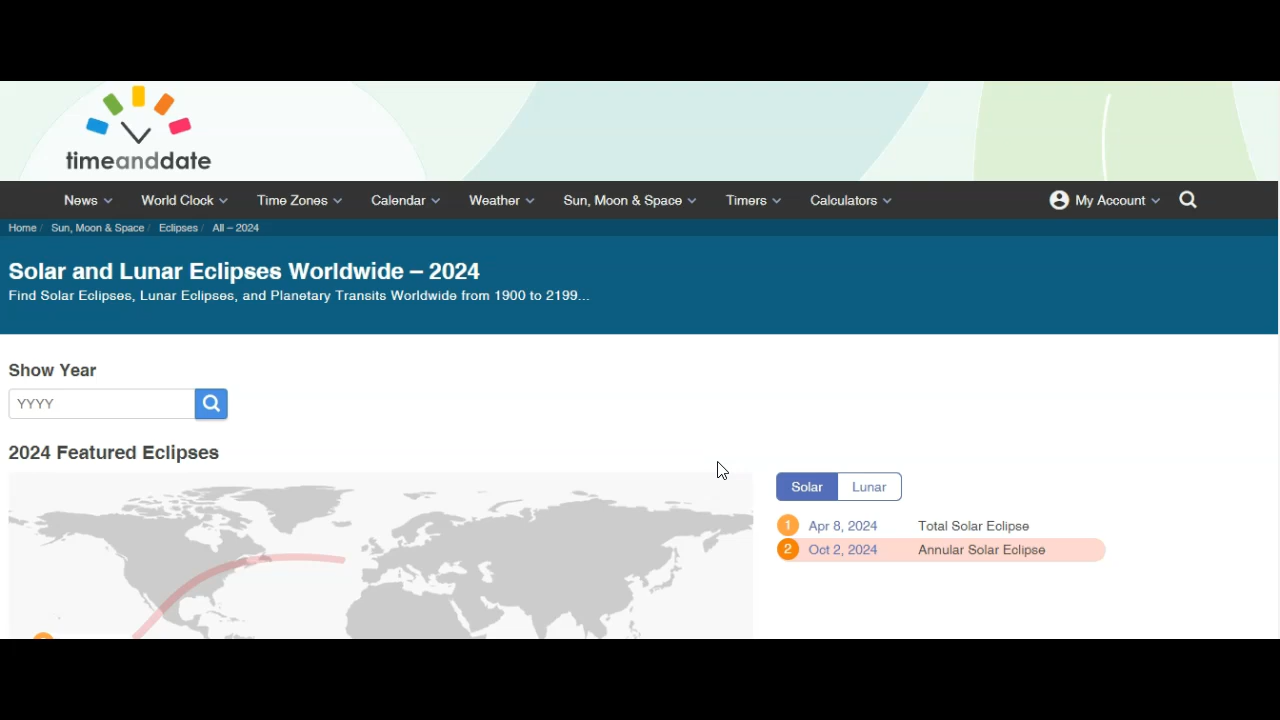 timeanddate
News
World Clock
Time Zones
Calendar
Weather
Sun, Moon & Space
Timers
Calculators
My Account
Home / Sun, Moon & Space / Eclipses / All – 2024
Solar and Lunar Eclipses Worldwide – 2024
Find Solar Eclipses, Lunar Eclipses, and Planetary Transits Worldwide from 1900 to 2199...
Show Year
YYYY
2024 Featured Eclipses
Solar
Lunar
1 Apr 8, 2024 Total Solar Eclipse
2 Oct 2, 2024 Annular Solar Eclipse